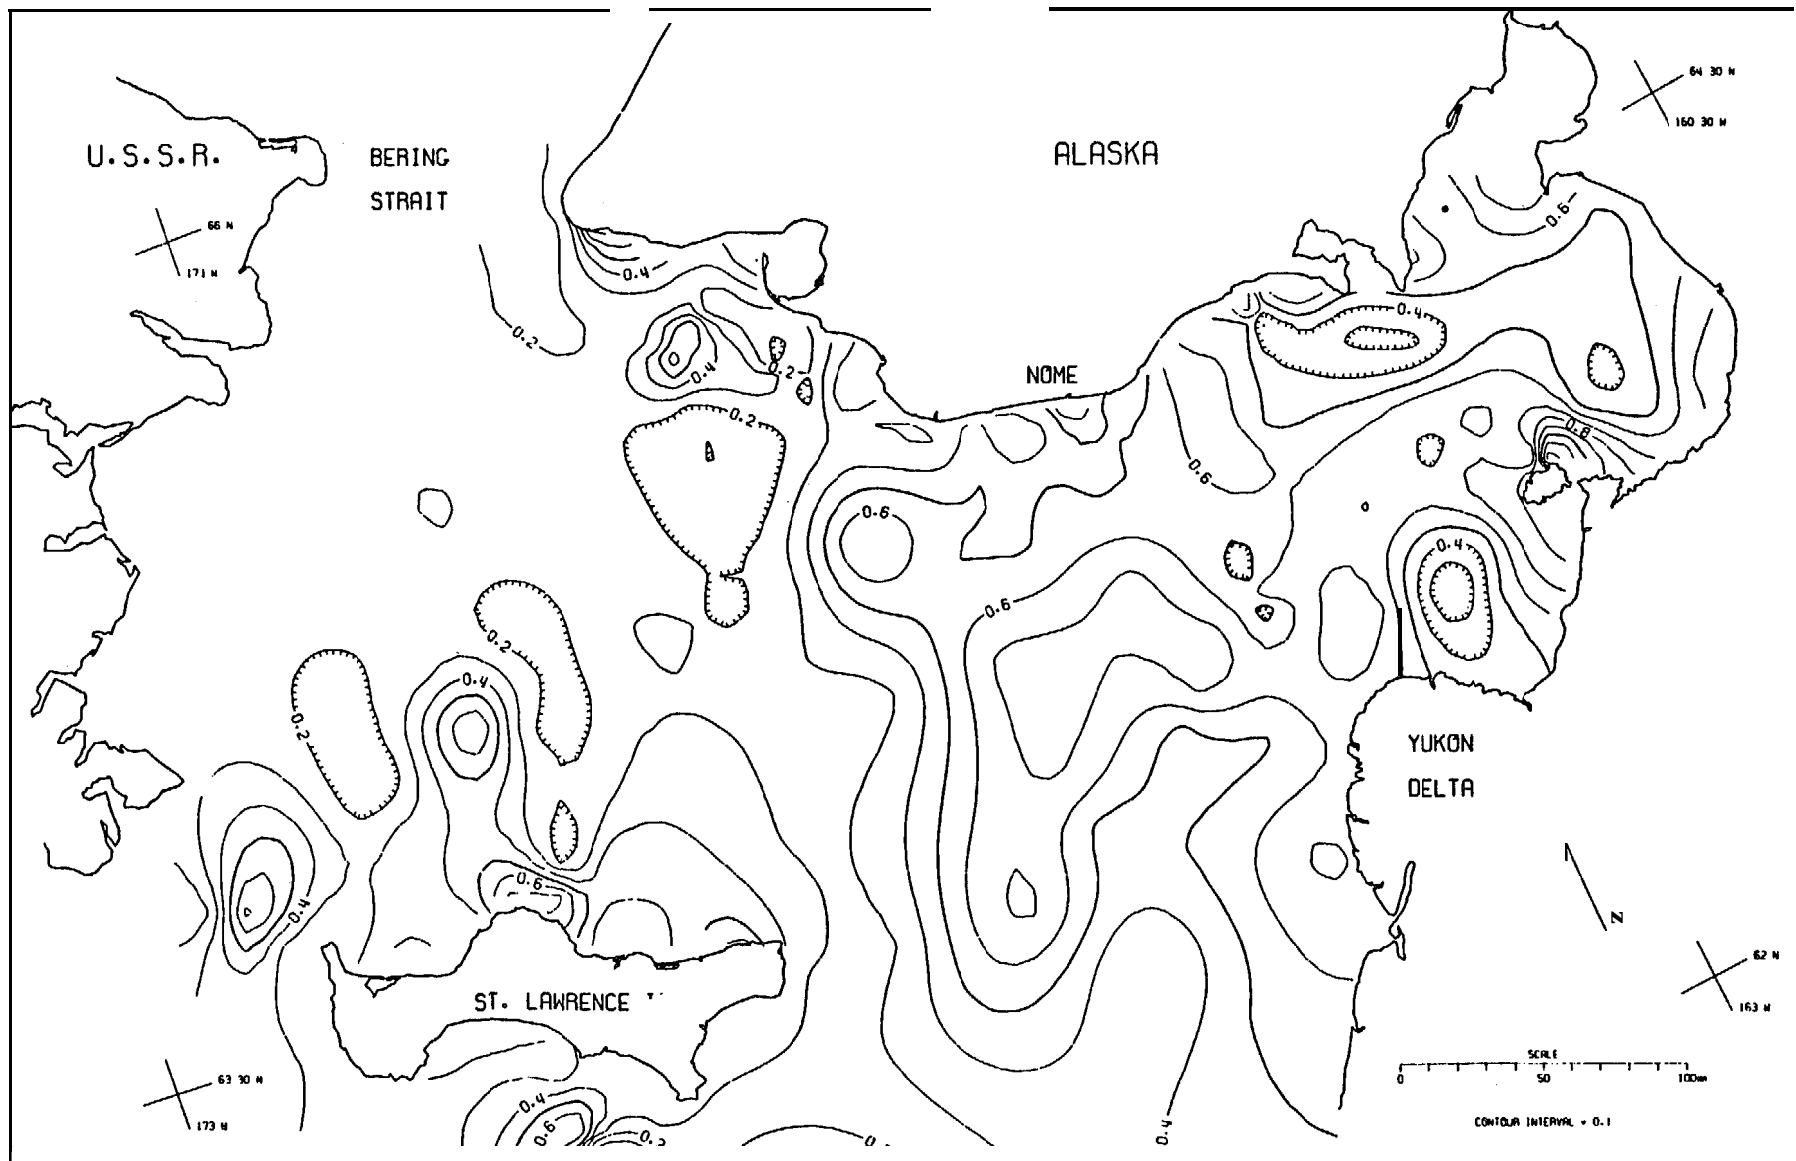 U.S.S.R.
BERING
STRAIT
ALASKA
64 30 N
160 30 W
66 N
171 W
0.6
0.4
0.4
0.2
0.4
0.2
NOME
0.2
0.8
0.6
0.6
0.4
0.6
0.2
0.4
0.2
YUKON
DELTA
0.6
0.4
N
ST. LAWRENCE
62 N
163 W
SCALE
0 50 100KM
63 30 N
173 W
0.4
0.6
0.4
CONTOUR INTERVAL = 0.1